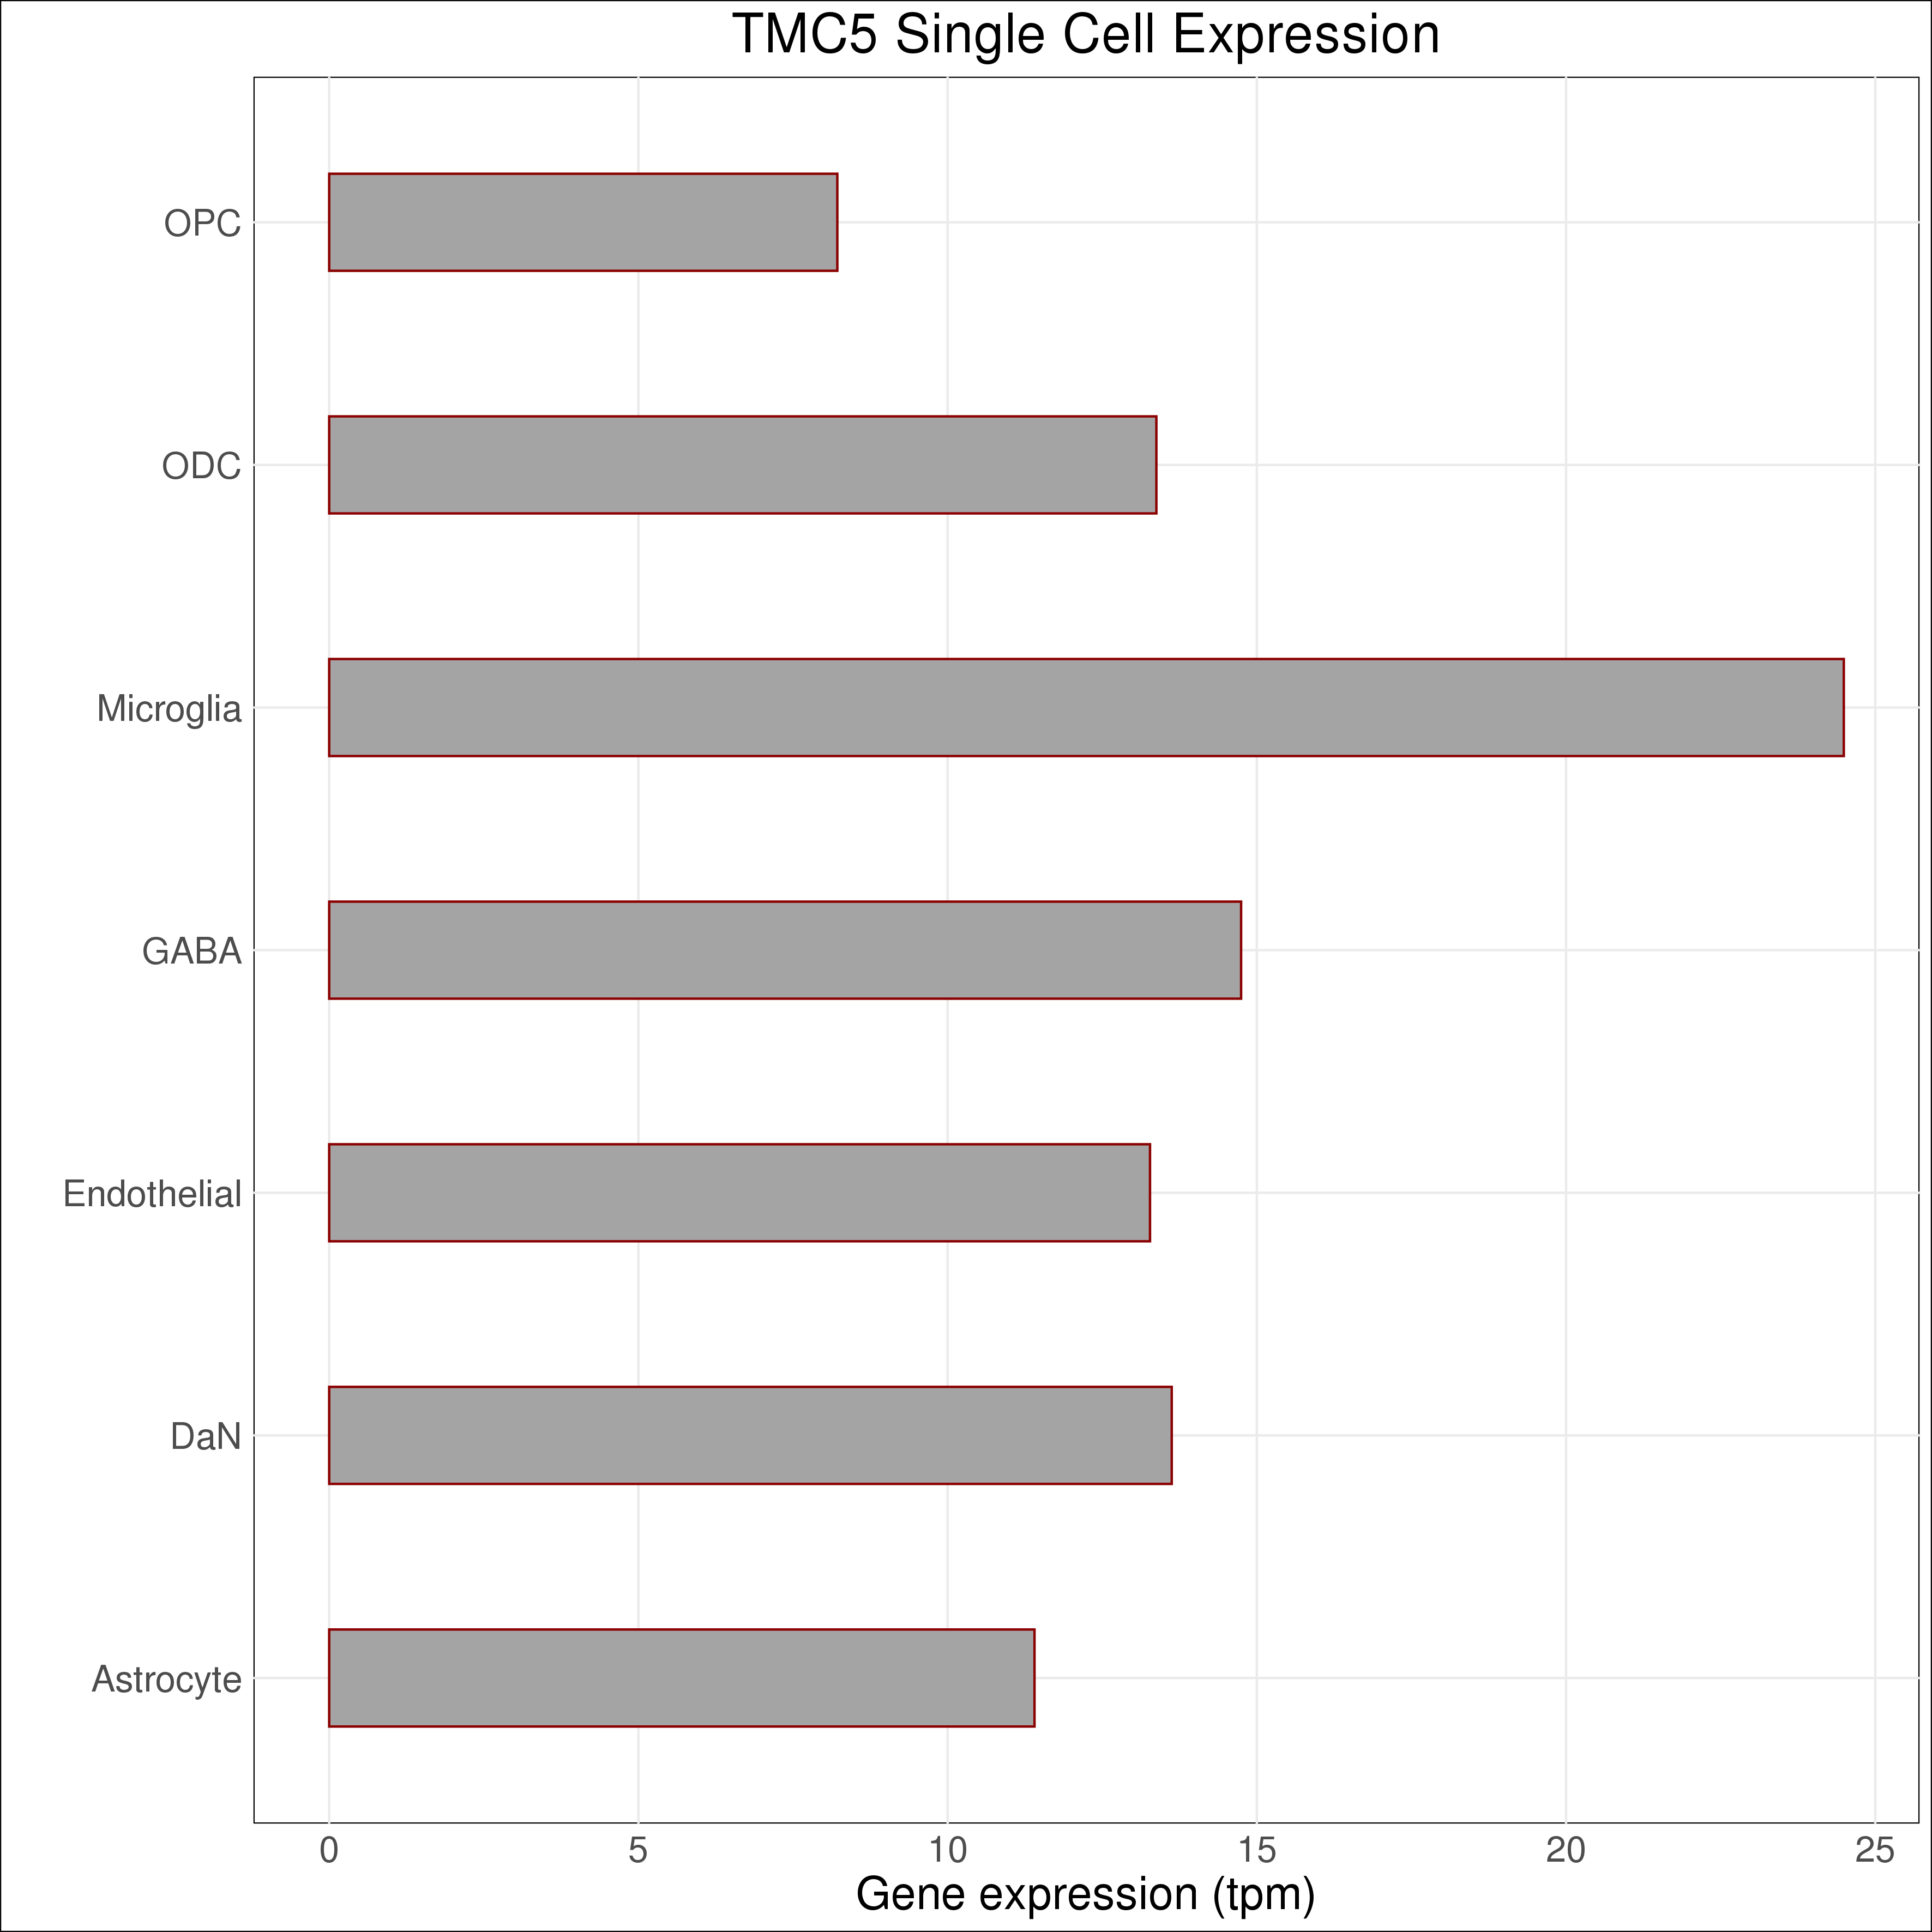 TMC5 Single Cell Expression
OPC
ODC
Microglia
GABA
Endothelial
DaN
Astrocyte
0 5 10 15 20 25
Gene expression (tpm)